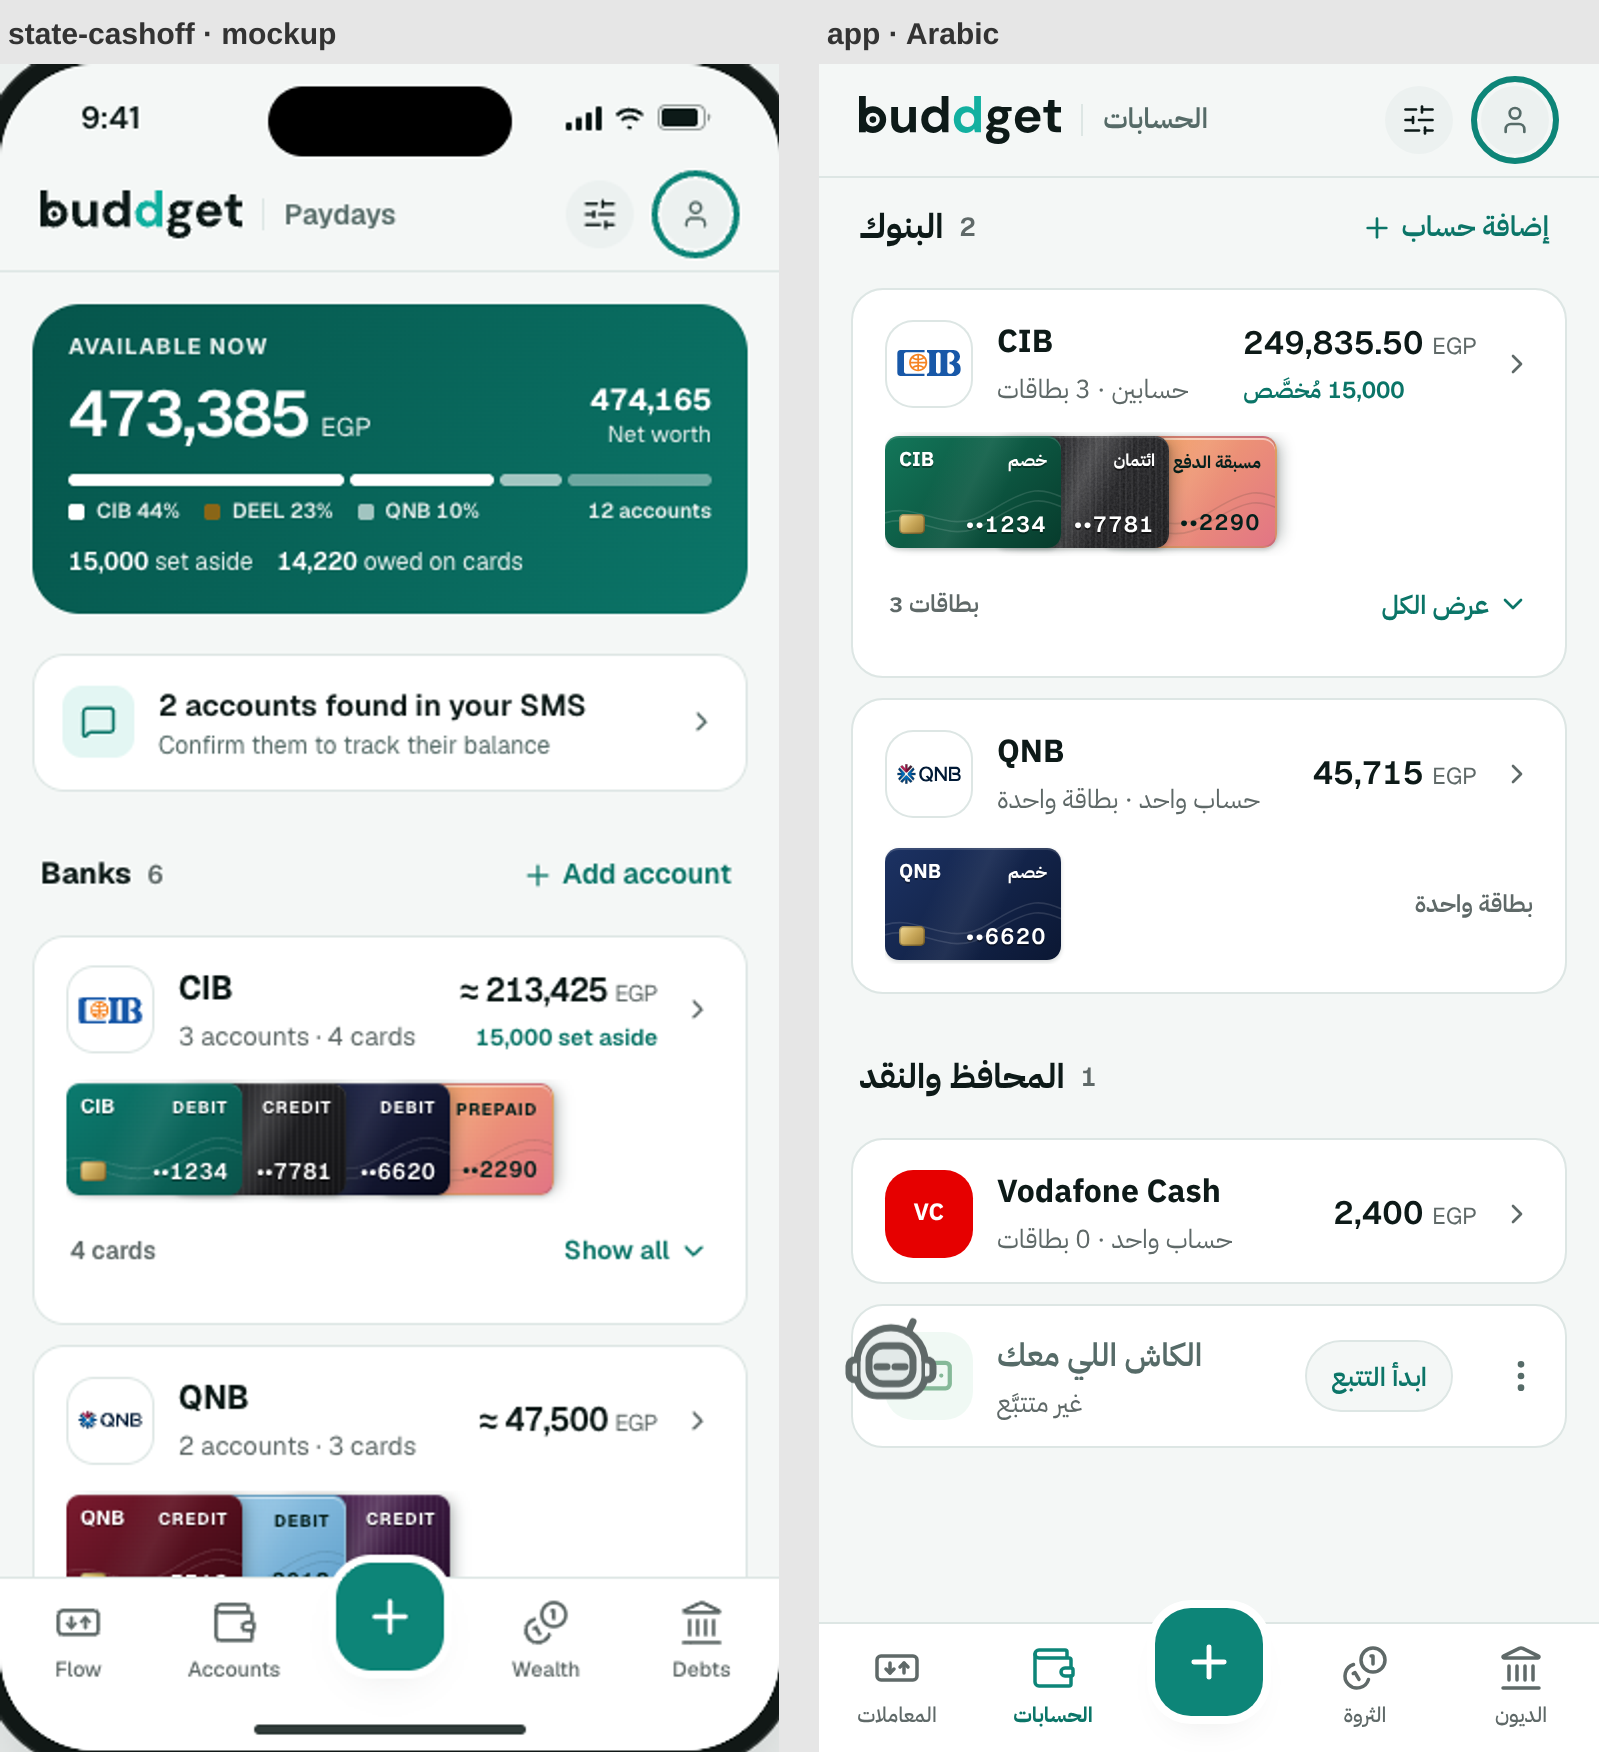 state-cashoff · mockup
9:41
buddget | Paydays
AVAILABLE NOW
473,385 EGP
474,165
Net worth
CIB 44% DEEL 23% QNB 10% 12 accounts
15,000 set aside 14,220 owed on cards
2 accounts found in your SMS
Confirm them to track their balance
Banks 6
+ Add account
CIB
≈ 213,425 EGP
3 accounts · 4 cards
15,000 set aside
CIB DEBIT CREDIT DEBIT PREPAID
••1234 ••7781 ••6620 ••2290
4 cards
Show all
QNB
≈ 47,500 EGP
2 accounts · 3 cards
QNB CREDIT DEBIT CREDIT
Flow Accounts Wealth Debts
app · Arabic
buddget | الحسابات
البنوك 2
+ إضافة حساب
CIB
249,835.50 EGP
حسابين · 3 بطاقات
15,000 مُخصَّص
CIB خصم ائتمان مسبقة الدفع
••1234 ••7781 ••2290
3 بطاقات
عرض الكل
QNB
45,715 EGP
حساب واحد · بطاقة واحدة
QNB خصم
••6620
بطاقة واحدة
المحافظ والنقد 1
VC
Vodafone Cash
2,400 EGP
حساب واحد · 0 بطاقات
الكاش اللي معك
غير متتبَّع
ابدأ التتبع
المعاملات الحسابات الثروة الديون